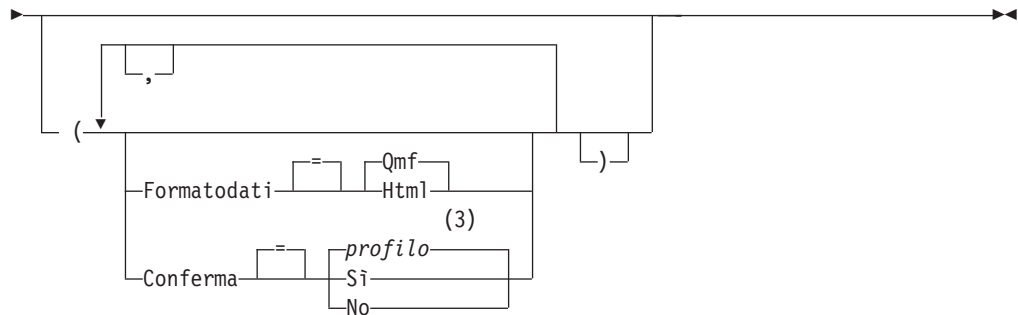 ,
(
)
= Qmf
Formatodati Html
(3)
= profilo
Conferma Sì
No